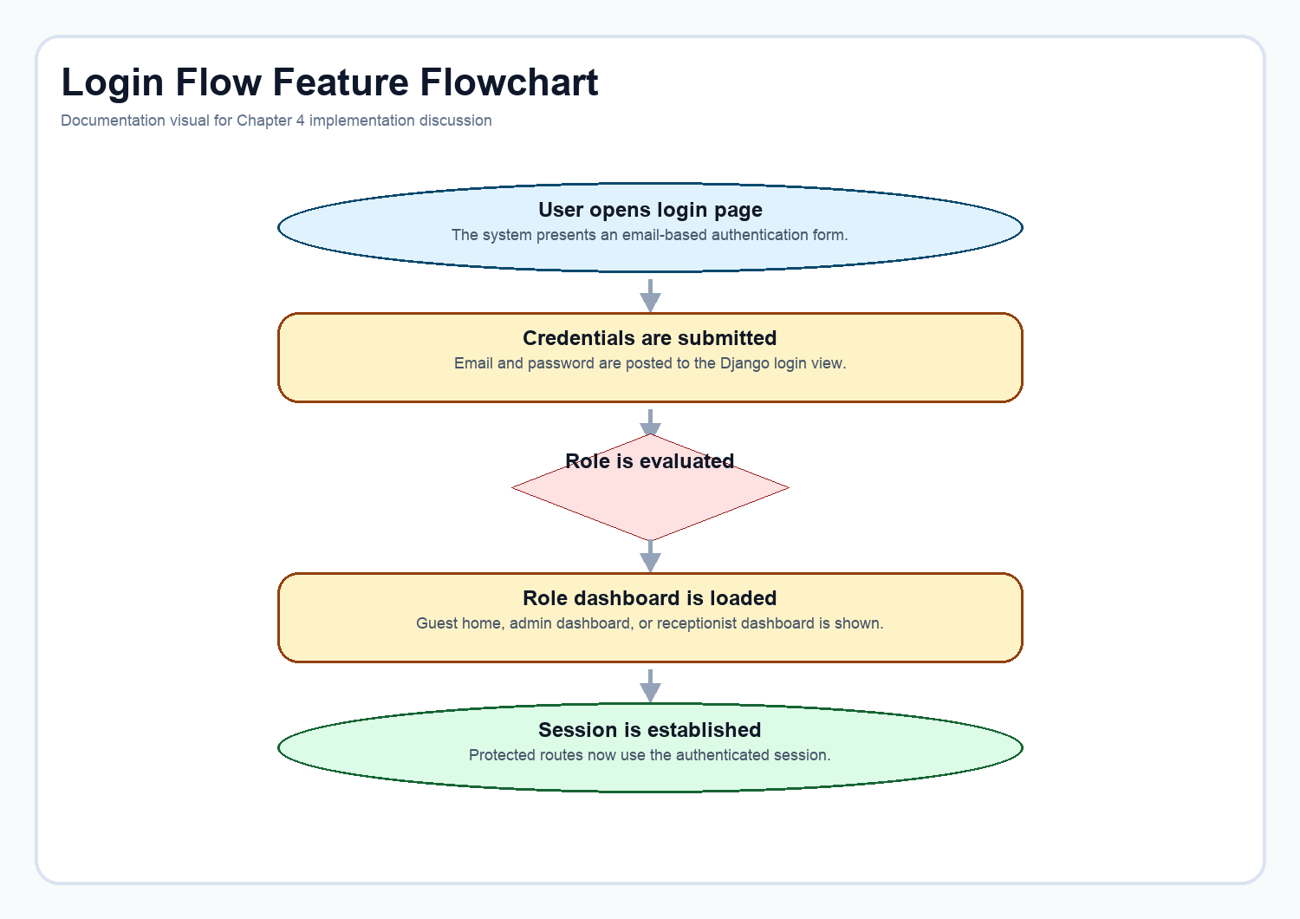 Login Flow Feature Flowchart
Documentation visual for Chapter 4 implementation discussion
User opens login page
The system presents an email-based authentication form.
Credentials are submitted
Email and password are posted to the Django login view.
Role is evaluated
Role dashboard is loaded
Guest home, admin dashboard, or receptionist dashboard is shown.
Session is established
Protected routes now use the authenticated session.